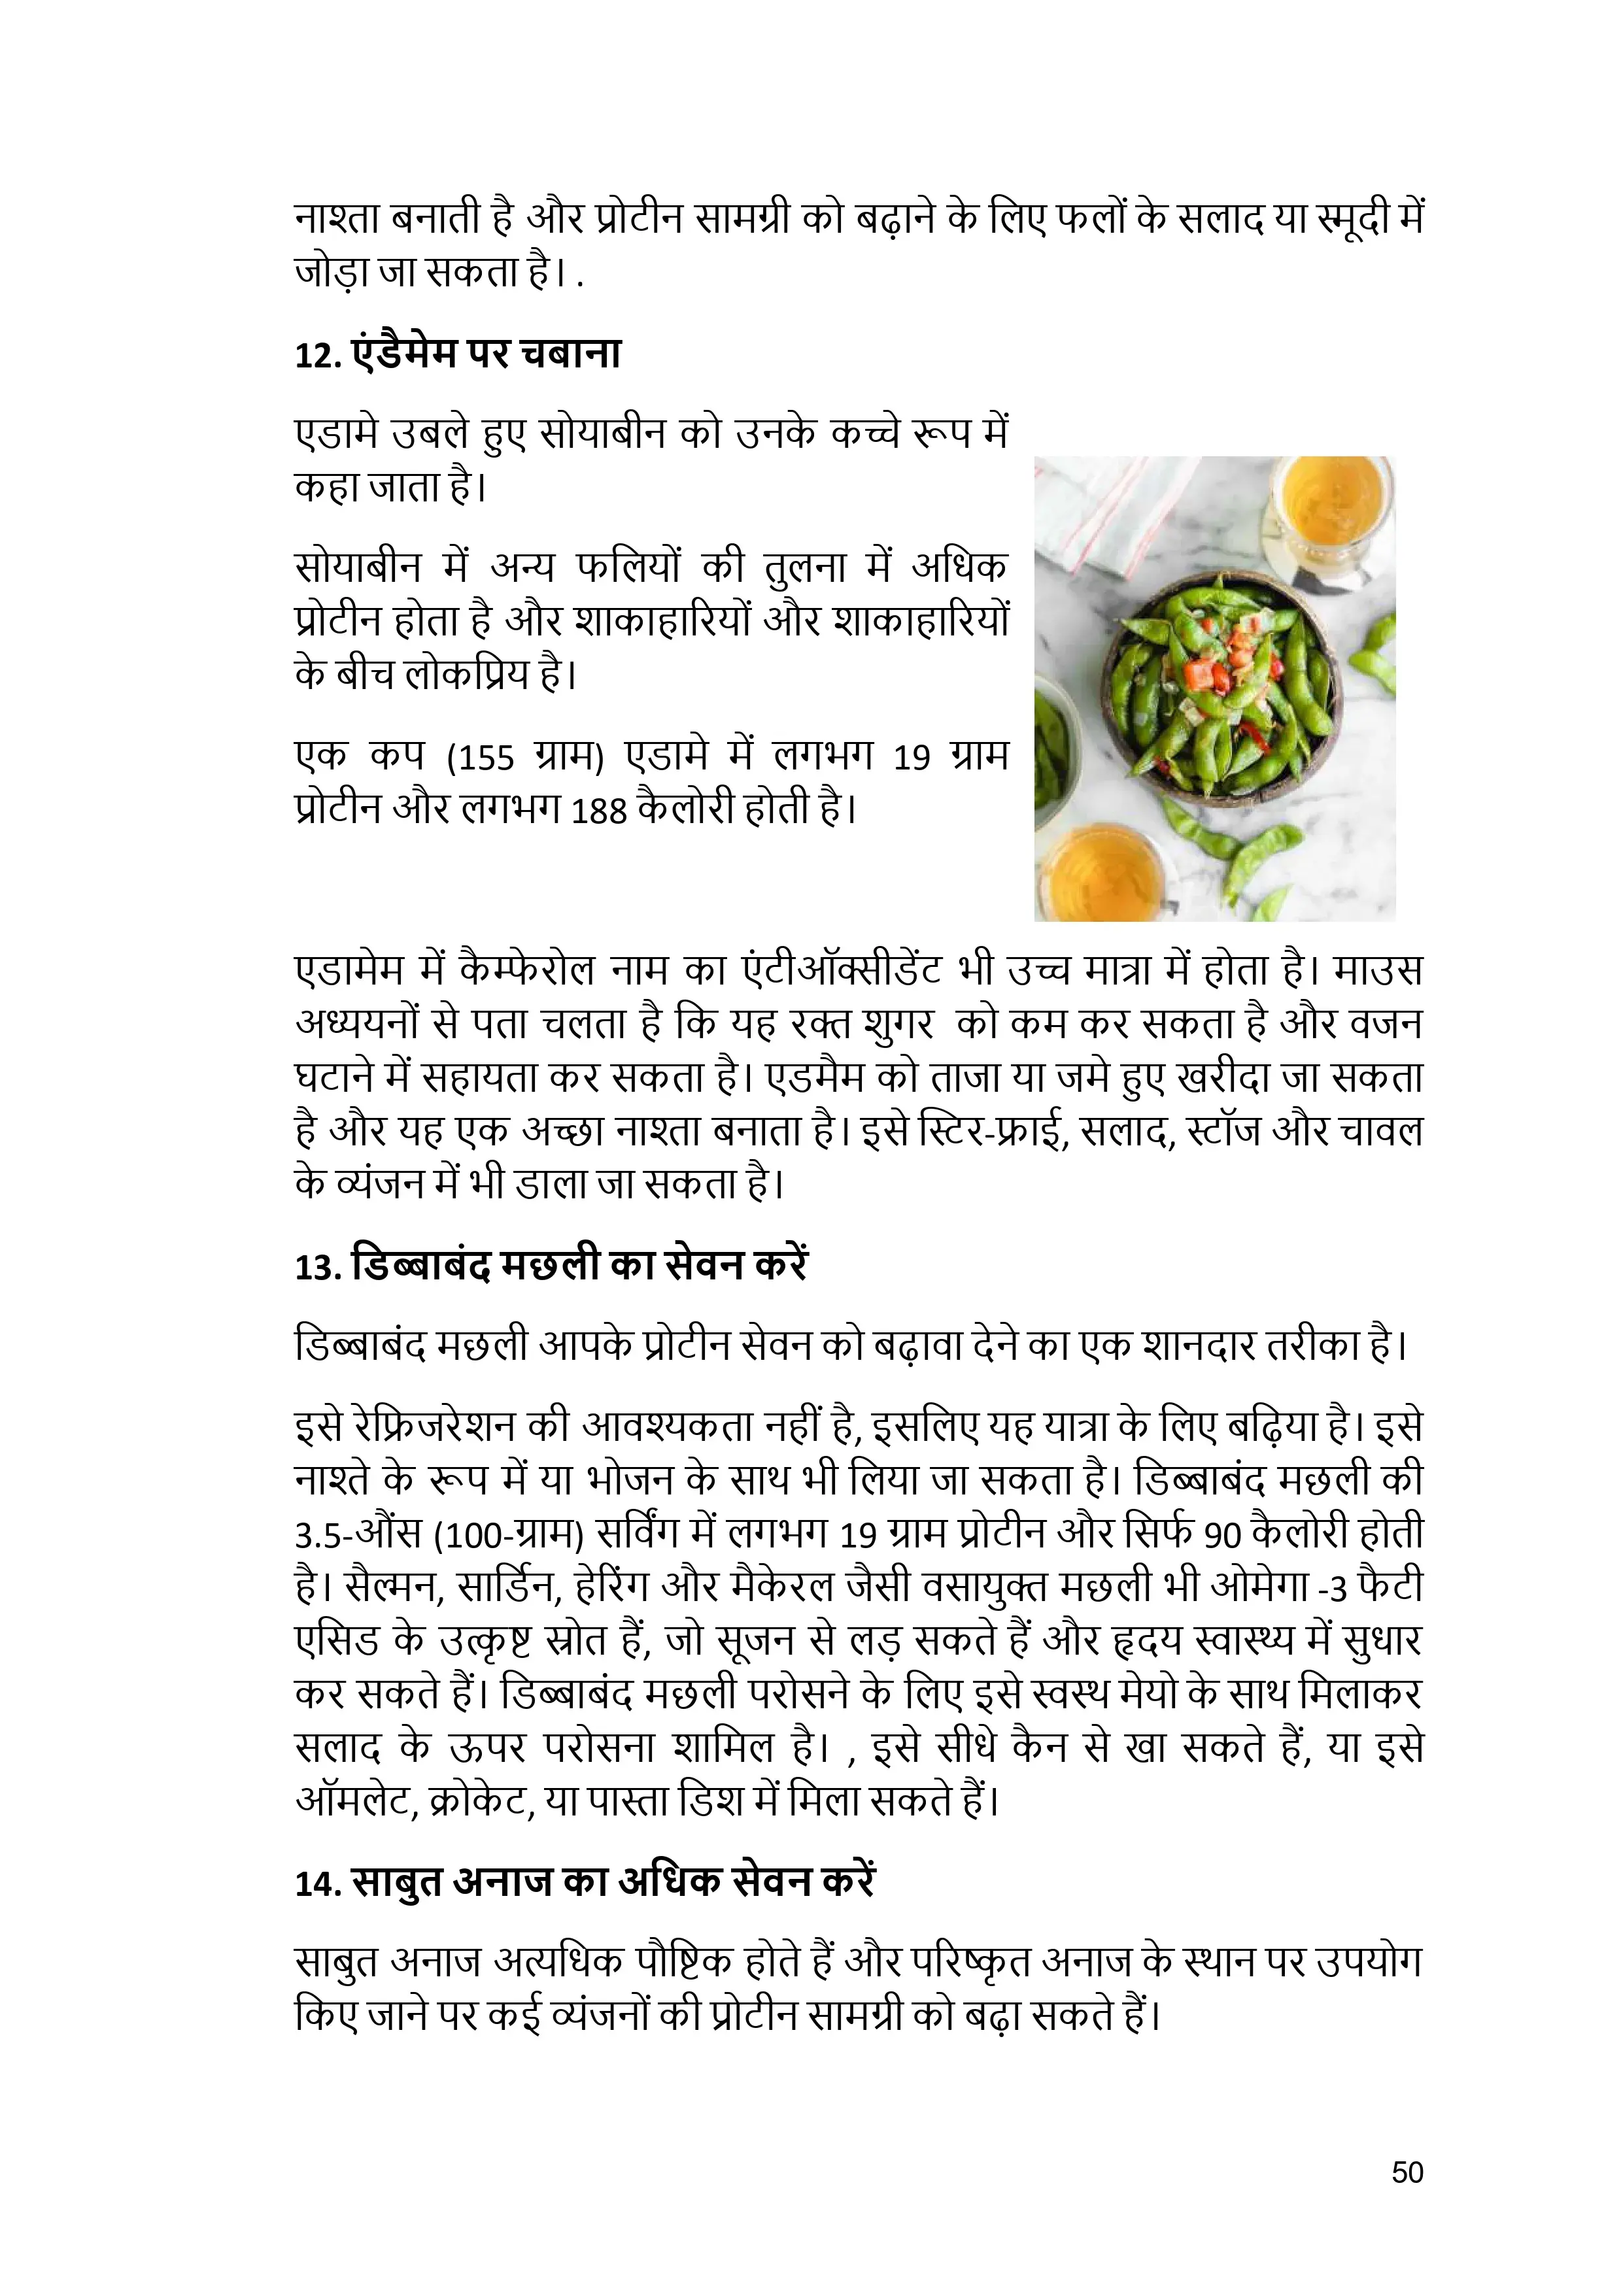 नाश्ता बनाती है और प्रोटीन सामग्री को बढ़ाने के लिए फलों के सलाद या स्मूदी में
जोड़ा जा सकता है। .
12. एंडैमेम पर चबाना
एडामे उबले हुए सोयाबीन को उनके कच्चे रूप में
कहा जाता है।
सोयाबीन में अन्य फलियों की तुलना में अधिक
प्रोटीन होता है और शाकाहारियों और शाकाहारियों
के बीच लोकप्रिय है।
एक कप (155 ग्राम) एडामे में लगभग 19 ग्राम
प्रोटीन और लगभग 188 कैलोरी होती है।
एडामेम में कैम्फेरोल नाम का एंटीऑक्सीडेंट भी उच्च मात्रा में होता है। माउस
अध्ययनों से पता चलता है कि यह रक्त शुगर को कम कर सकता है और वजन
घटाने में सहायता कर सकता है। एडमैम को ताजा या जमे हुए खरीदा जा सकता
है और यह एक अच्छा नाश्ता बनाता है। इसे स्टिर-फ्राई, सलाद, स्टॉज और चावल
के व्यंजन में भी डाला जा सकता है।
13. डिब्बाबंद मछली का सेवन करें
डिब्बाबंद मछली आपके प्रोटीन सेवन को बढ़ावा देने का एक शानदार तरीका है।
इसे रेफ्रिजरेशन की आवश्यकता नहीं है, इसलिए यह यात्रा के लिए बढ़िया है। इसे
नाश्ते के रूप में या भोजन के साथ भी लिया जा सकता है। डिब्बाबंद मछली की
3.5-औंस (100-ग्राम) सर्विंग में लगभग 19 ग्राम प्रोटीन और सिर्फ 90 कैलोरी होती
है। सैल्मन, सार्डिन, हेरिंग और मैकेरल जैसी वसायुक्त मछली भी ओमेगा -3 फैटी
एसिड के उत्कृष्ट स्रोत हैं, जो सूजन से लड़ सकते हैं और हृदय स्वास्थ्य में सुधार
कर सकते हैं। डिब्बाबंद मछली परोसने के लिए इसे स्वस्थ मेयो के साथ मिलाकर
सलाद के ऊपर परोसना शामिल है। , इसे सीधे कैन से खा सकते हैं, या इसे
ऑमलेट, क्रोकेट, या पास्ता डिश में मिला सकते हैं।
14. साबुत अनाज का अधिक सेवन करें
साबुत अनाज अत्यधिक पौष्टिक होते हैं और परिष्कृत अनाज के स्थान पर उपयोग
किए जाने पर कई व्यंजनों की प्रोटीन सामग्री को बढ़ा सकते हैं।
50